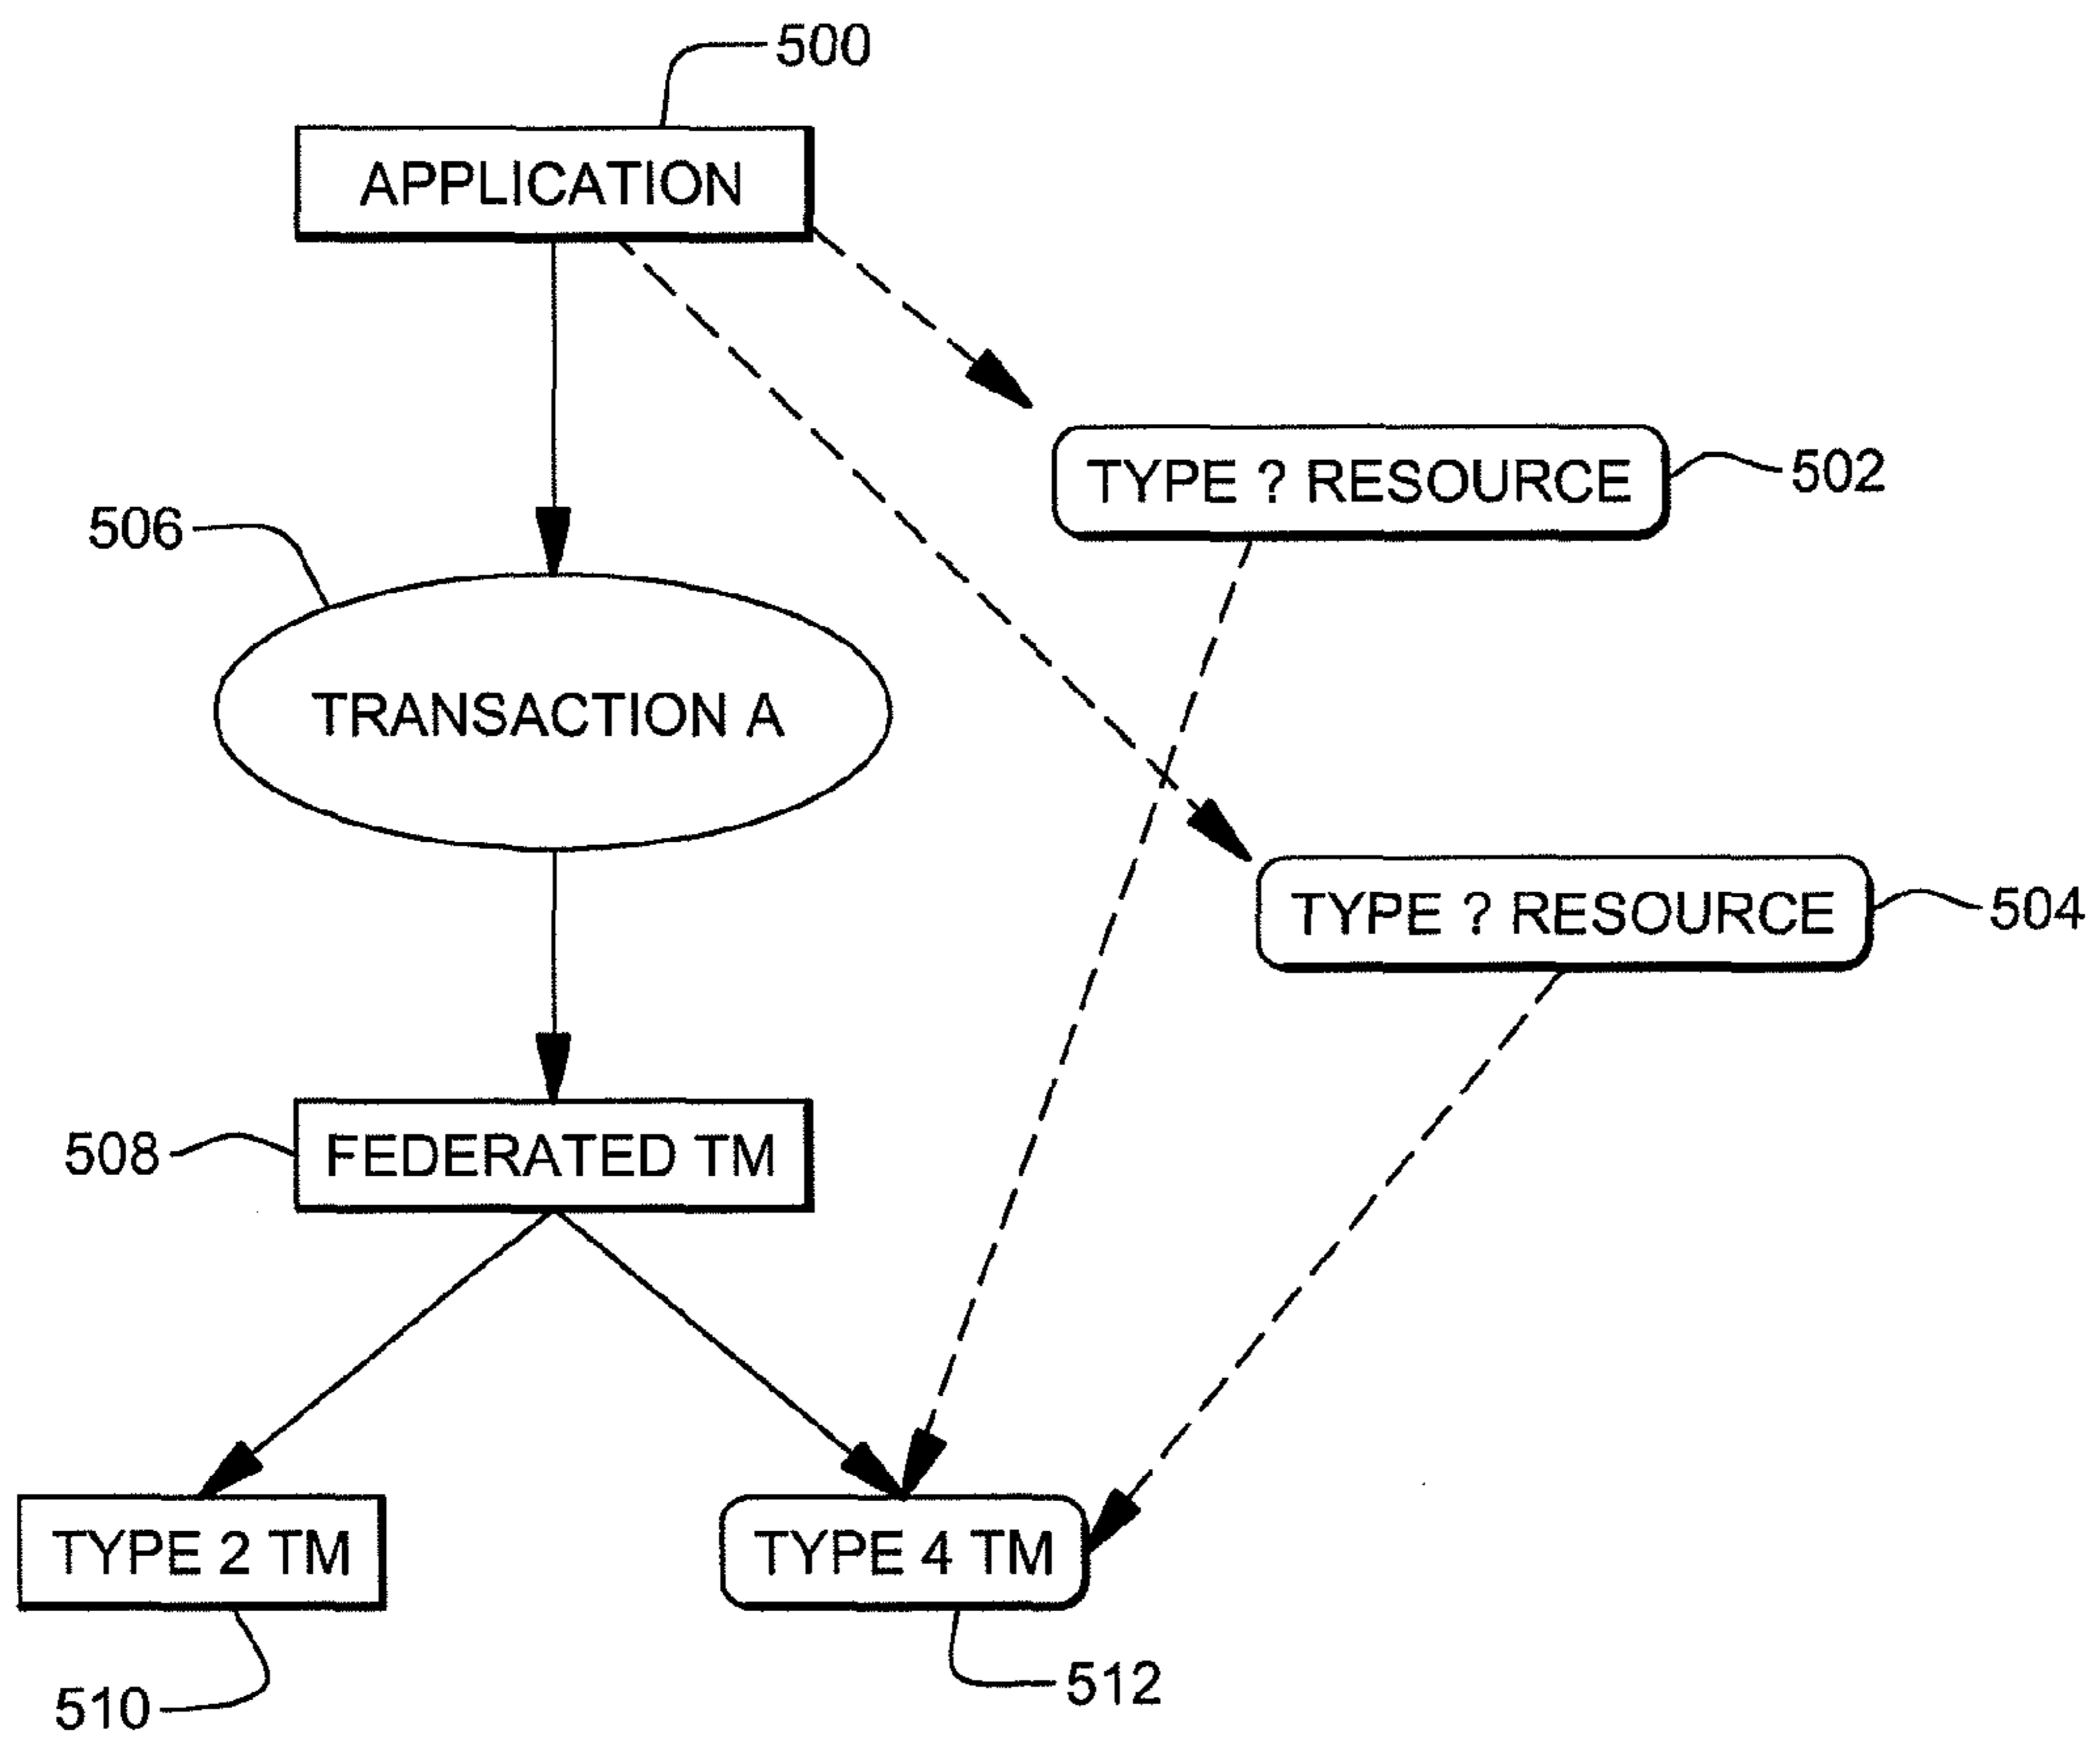 500
APPLICATION
TYPE ? RESOURCE
502
506
TRANSACTION A
TYPE ? RESOURCE
504
508
FEDERATED TM
TYPE 2 TM
TYPE 4 TM
510
512